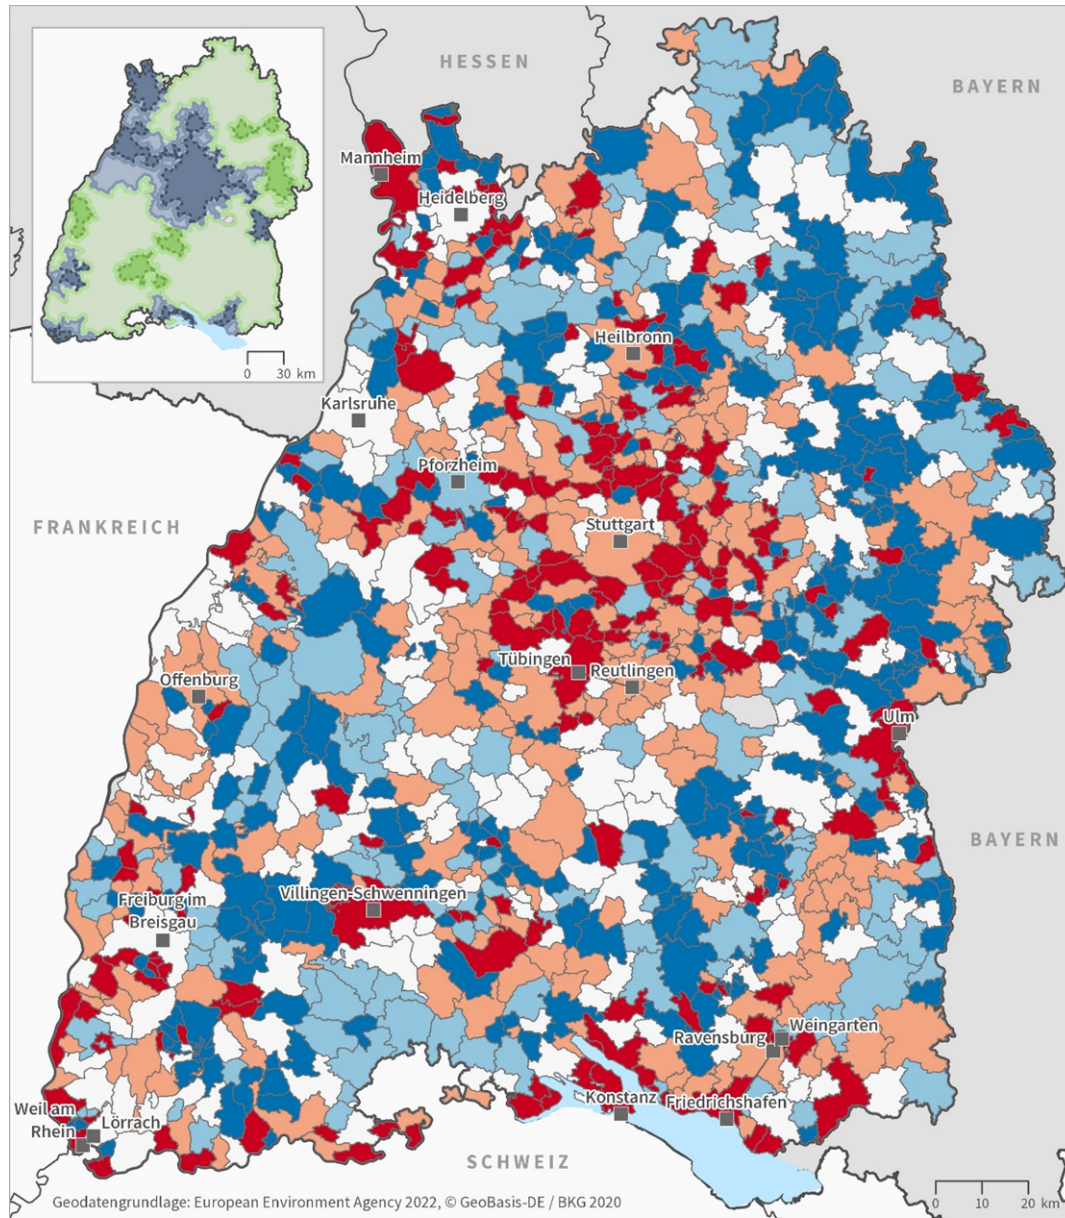 HESSEN
BAYERN
0 30 km
Mannheim
Heidelberg
Heilbronn
Karlsruhe
Pforzheim
FRANKREICH
Stuttgart
Tübingen
Reutlingen
Offenburg
Ulm
BAYERN
Villingen-Schwenningen
Freiburg im
Breisgau
Weingarten
Ravensburg
Konstanz
Friedrichshafen
Weil am
Rhein
Lörrach
SCHWEIZ
0 10 20 km
Geodatengrundlage: European Environment Agency 2022, © GeoBasis-DE / BKG 2020